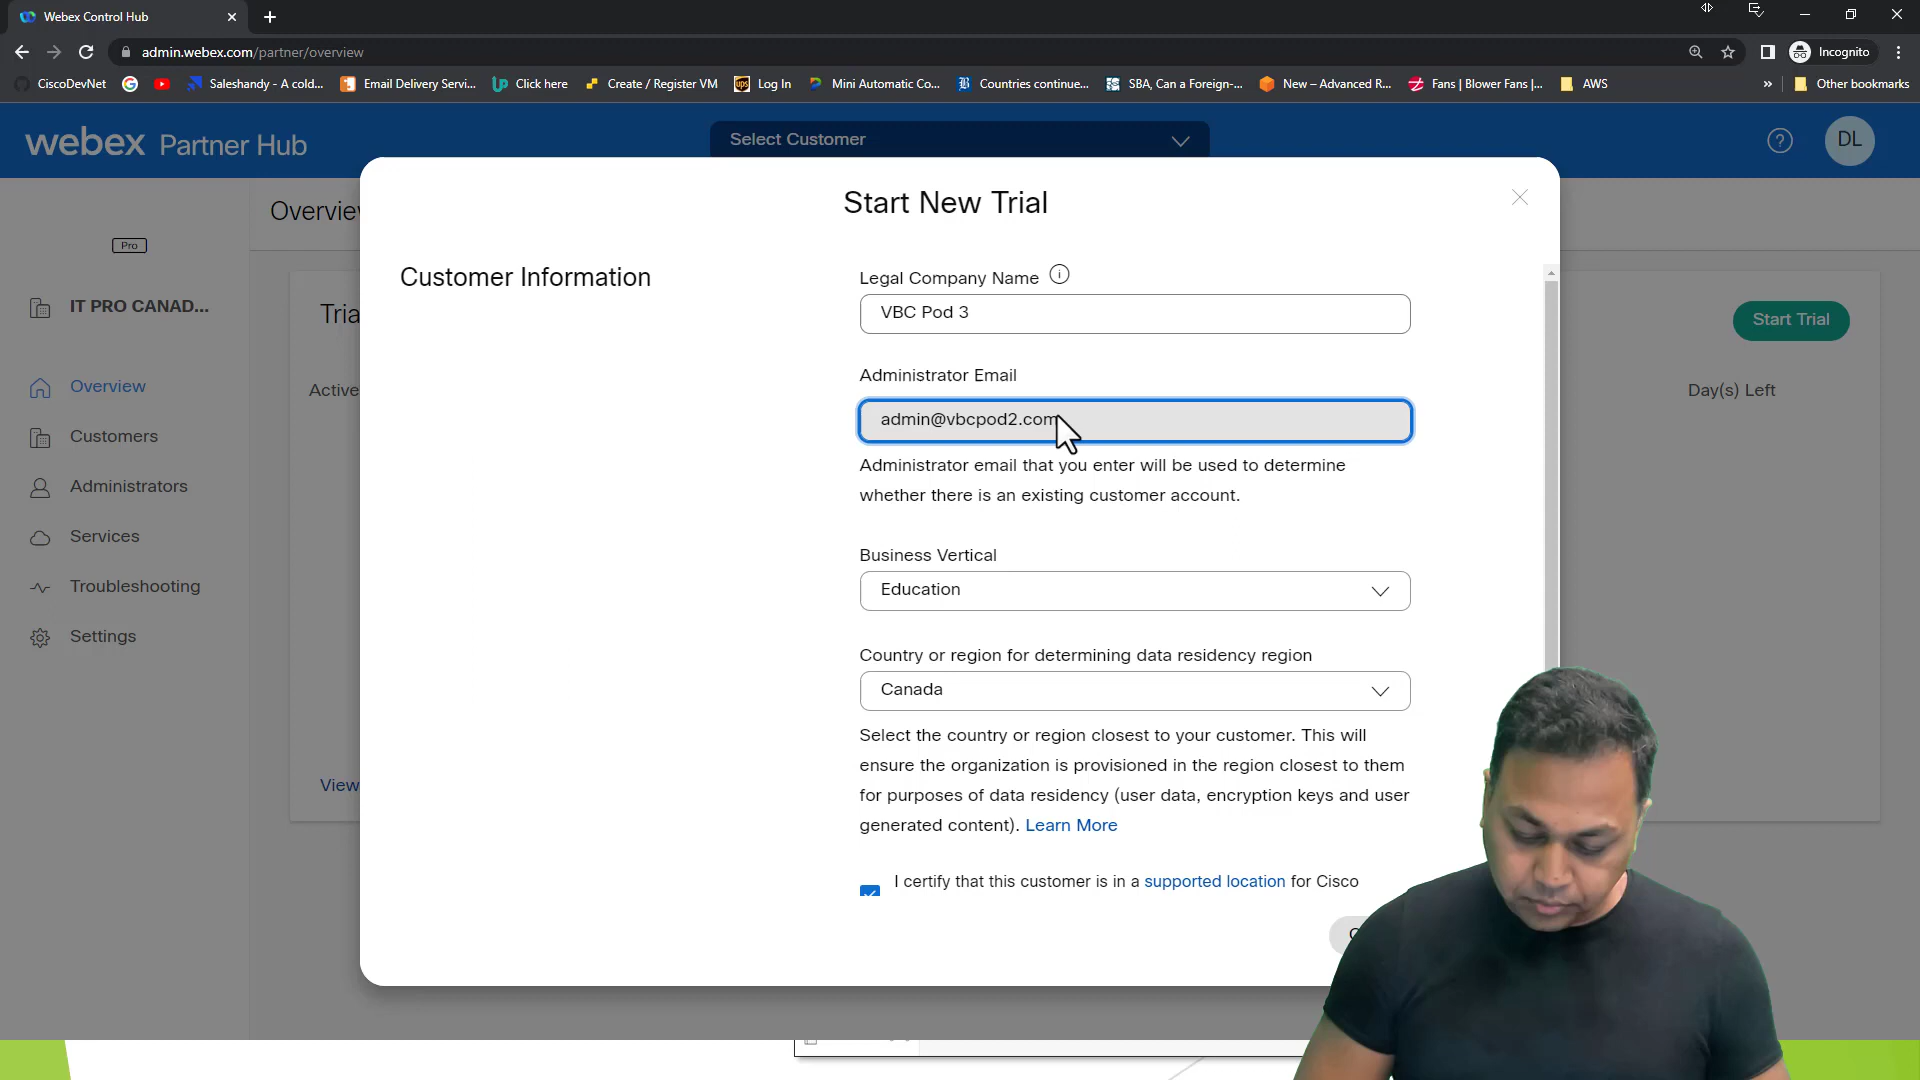 Webex Control Hub
admin.webex.com/partner/overview
Incognito
CiscoDevNet
Saleshandy - A cold...
Email Delivery Servi...
Click here
Create / Register VM
Log In
Mini Automatic Co...
Countries continue...
SBA, Can a Foreign-...
New – Advanced R...
Fans | Blower Fans |...
AWS
»
Other bookmarks
webex Partner Hub
Select Customer
DL
Start New Trial
Overview
Pro
Customer Information
Legal Company Name
VBC Pod 3
IT PRO CANAD...
Start Trial
Administrator Email
Active
Day(s) Left
admin@vbcpod2.com
Overview
Customers
Administrators
Services
Troubleshooting
Settings
Administrator email that you enter will be used to determine
whether there is an existing customer account.
Business Vertical
Education
Country or region for determining data residency region
Canada
Select the country or region closest to your customer. This will
ensure the organization is provisioned in the region closest to them
for purposes of data residency (user data, encryption keys and user
generated content). Learn More
View
I certify that this customer is in a supported location for Cisco